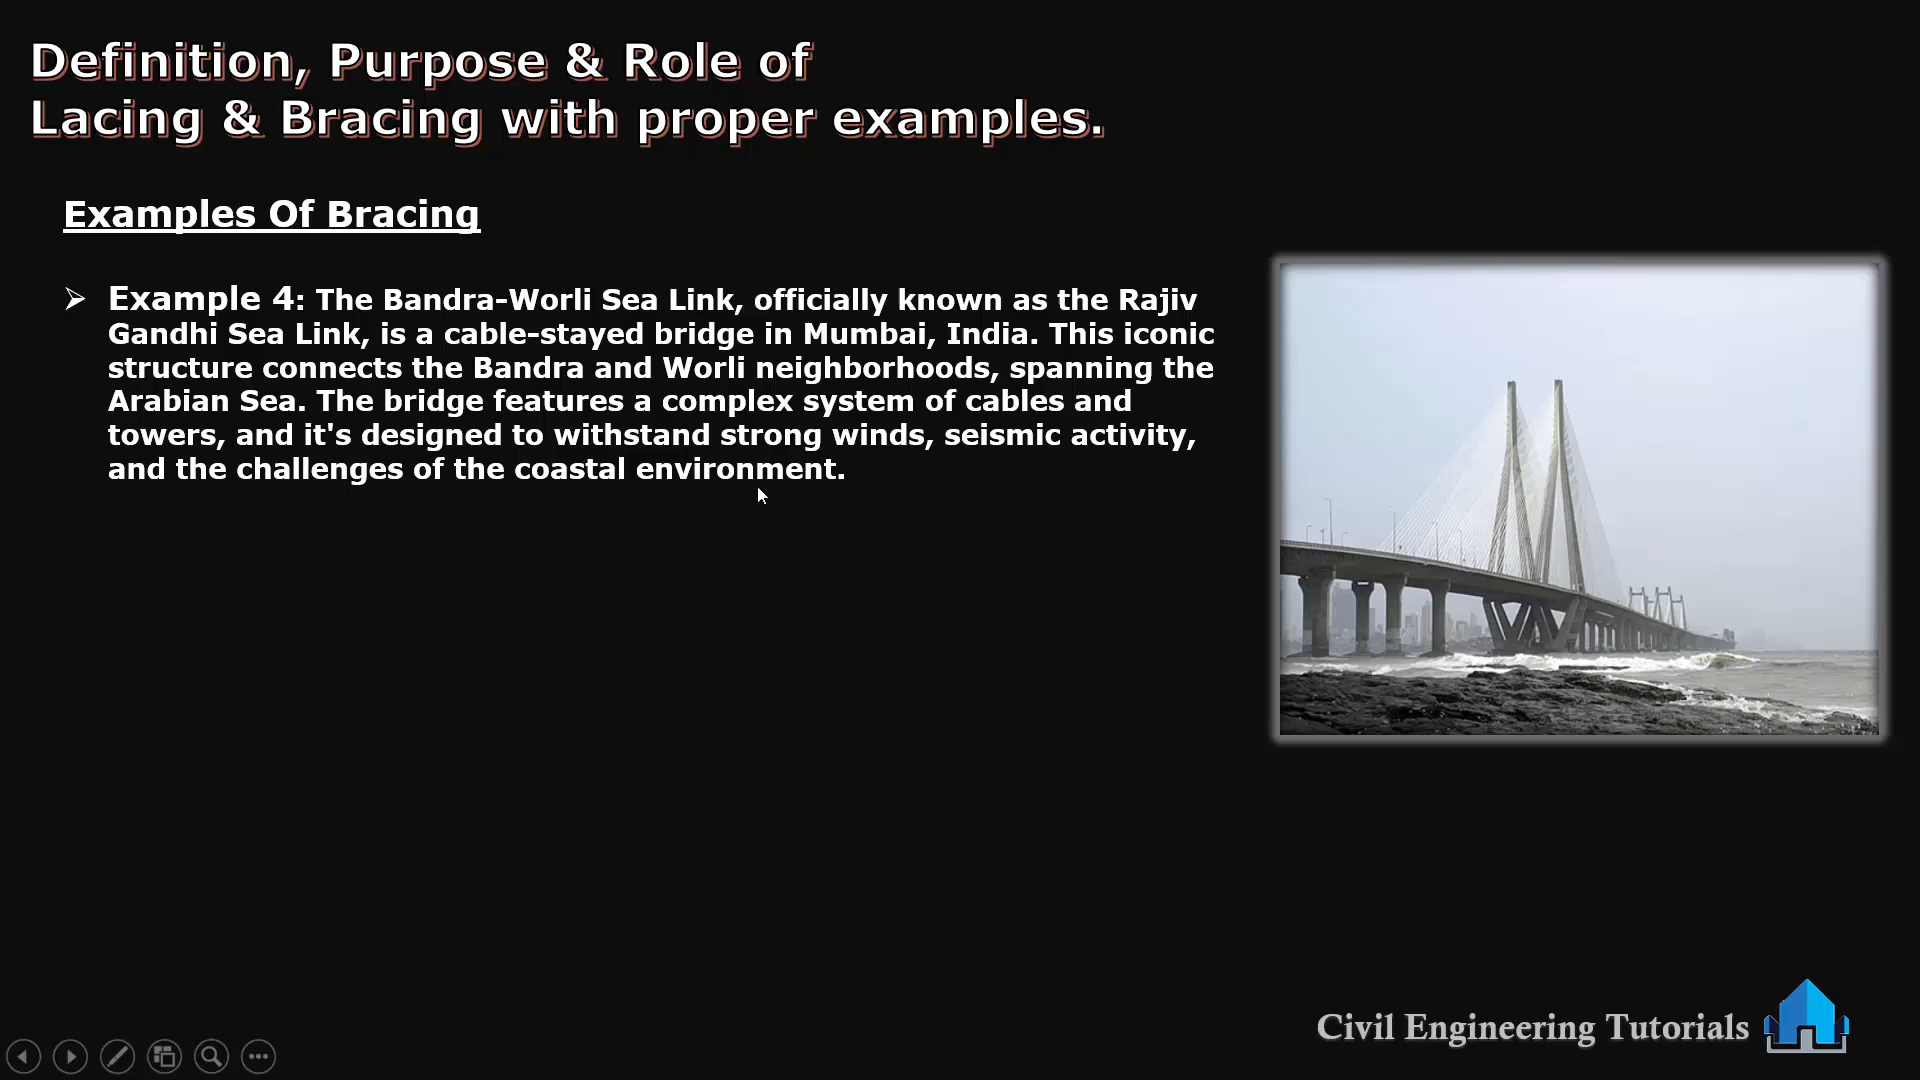 Definition, Purpose & Role of
Lacing & Bracing with proper examples.
Examples Of Bracing
➢ Example 4: The Bandra-Worli Sea Link, officially known as the Rajiv
Gandhi Sea Link, is a cable-stayed bridge in Mumbai, India. This iconic
structure connects the Bandra and Worli neighborhoods, spanning the
Arabian Sea. The bridge features a complex system of cables and
towers, and it's designed to withstand strong winds, seismic activity,
and the challenges of the coastal environment.
Civil Engineering Tutorials